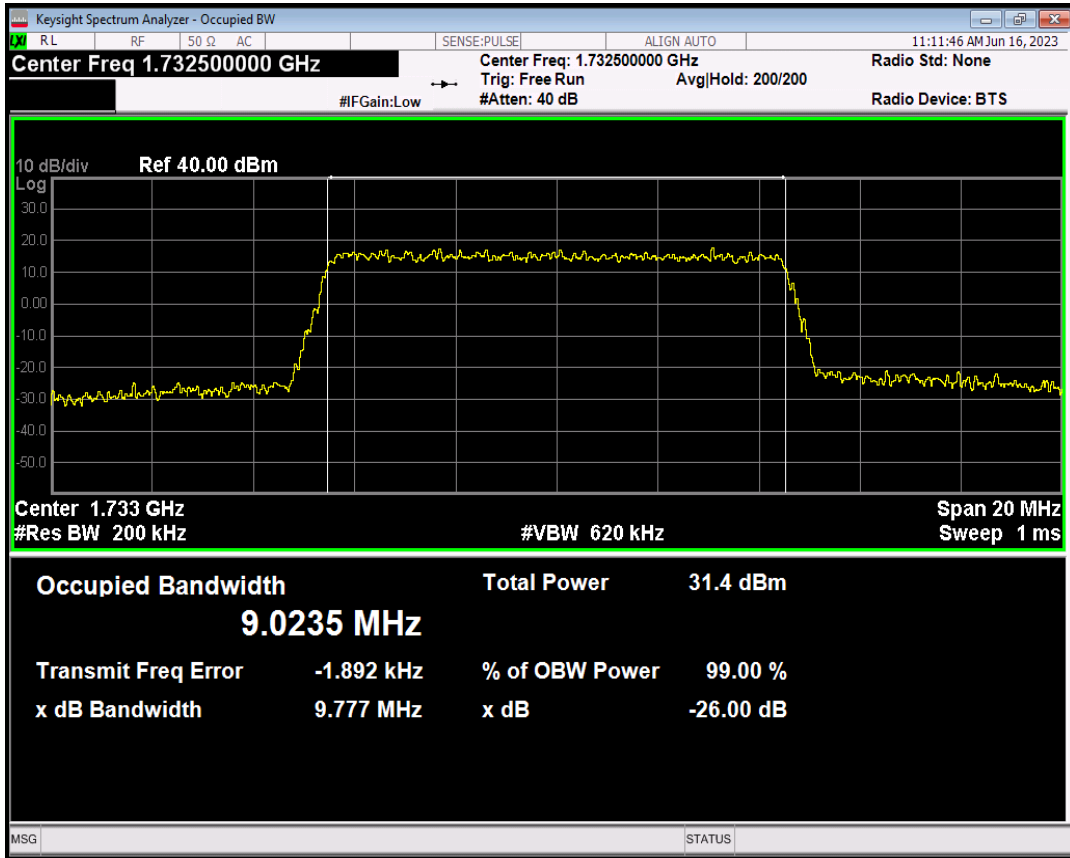 Keysight Spectrum Analyzer - Occupied BW
LXI RL RF 50 Ω AC SENSE:PULSE ALIGN AUTO 11:11:46 AM Jun 16, 2023
Center Freq 1.732500000 GHz Center Freq: 1.732500000 GHz Radio Std: None
Trig: Free Run Avg|Hold: 200/200
#IFGain:Low #Atten: 40 dB Radio Device: BTS
10 dB/div Ref 40.00 dBm
Log
30.0
20.0
10.0
0.00
-10.0
-20.0
-30.0
-40.0
-50.0
Center 1.733 GHz Span 20 MHz
#Res BW 200 kHz #VBW 620 kHz Sweep 1 ms
Occupied Bandwidth Total Power 31.4 dBm
9.0235 MHz
Transmit Freq Error -1.892 kHz % of OBW Power 99.00 %
x dB Bandwidth 9.777 MHz x dB -26.00 dB
MSG STATUS